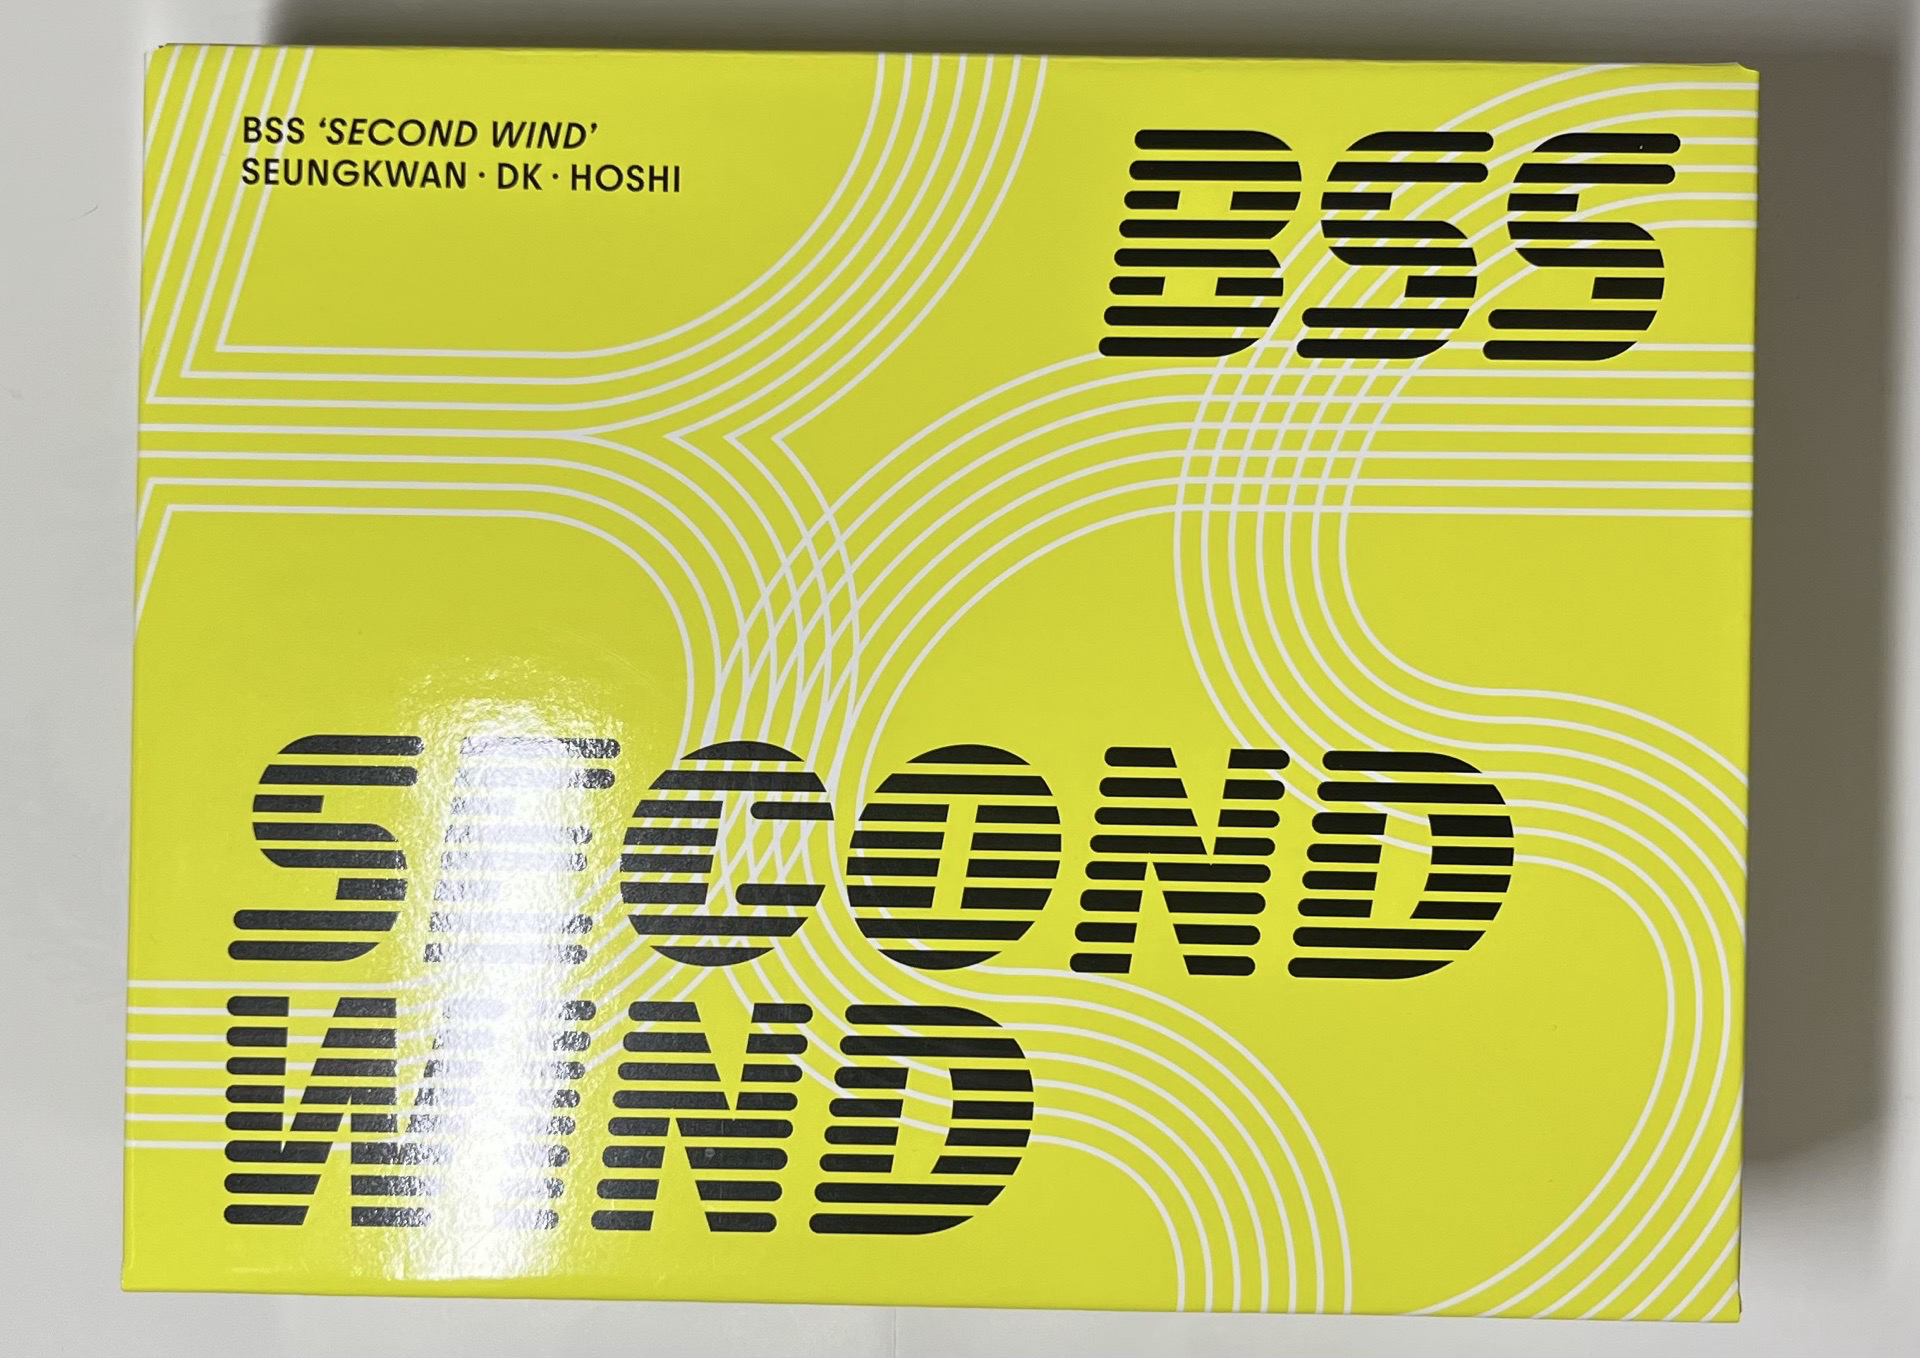 BSS ‘SECOND WIND’
SEUNGKWAN · DK · HOSHI
BSS
SECOND
WIND